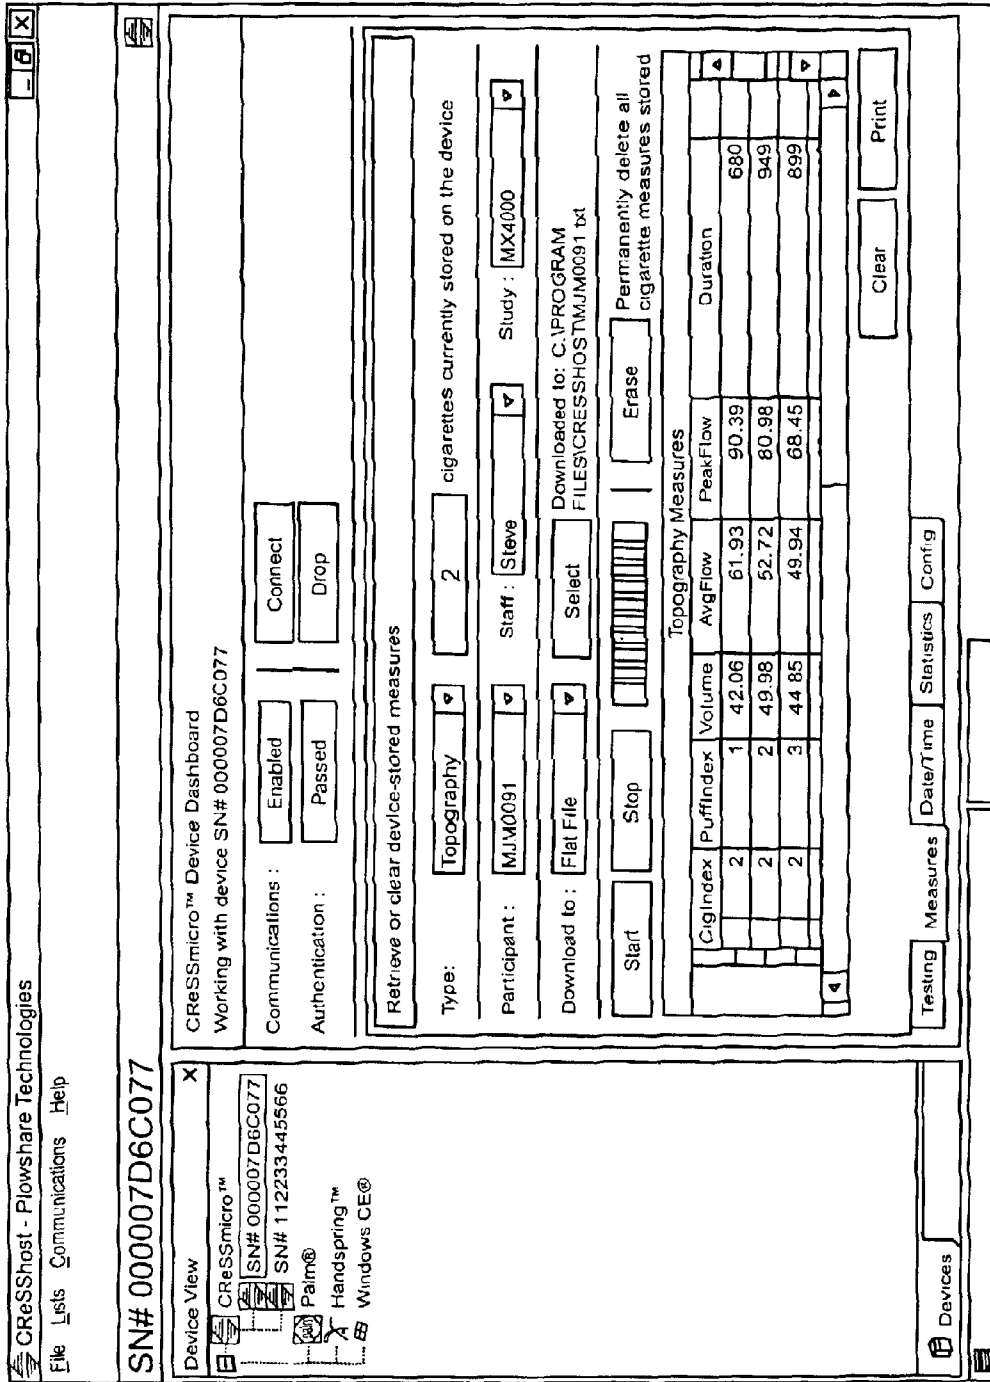 CReSShost - Plowshare Technologies
File Lists Communications Help
SN# 000007D6C077
Device View X
CReSSmicro™
SN# 000007D6C077
SN# 112233445566
Palm®
Handspring™
Windows CE®
Devices
CReSSmicro™ Device Dashboard
Working with device SN# 000007D6C077
Communications : Enabled Connect
Authentication : Passed Drop
Retrieve or clear device-stored measures
Type: Topography 2 cigarettes currently stored on the device
Participant : MJM0091 Staff : Steve Study : MX4000
Download to : Flat File Select Downloaded to: C.\PROGRAM
FILES\CRESSHOST\MJM0091 txt
Start Stop Erase Permanently delete all
cigarette measures stored
Topography Measures
CigIndex PuffIndex Volume AvgFlow PeakFlow Duration
2 1 42.06 61.93 90.39 680
2 2 49.98 52.72 80.98 949
2 3 44 85 49.94 68.45 899
Clear Print
Testing Measures Date/Time Statistics Config